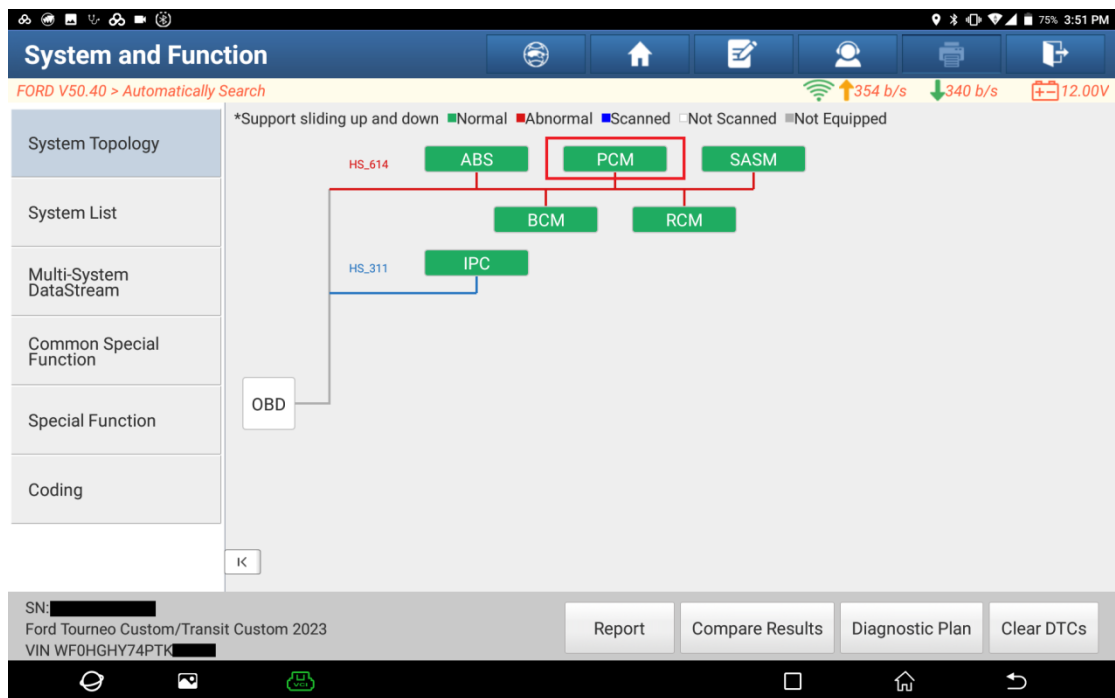 75% 3:51 PM
System and Function
FORD V50.40 > Automatically Search
354 b/s 340 b/s 12.00V
*Support sliding up and down Normal Abnormal Scanned Not Scanned Not Equipped
System Topology
System List
Multi-System
DataStream
Common Special
Function
Special Function
Coding
HS_614 ABS PCM SASM
BCM RCM
HS_311 IPC
OBD
SN:
Ford Tourneo Custom/Transit Custom 2023
VIN WF0HGHY74PTK
Report Compare Results Diagnostic Plan Clear DTCs
VCI